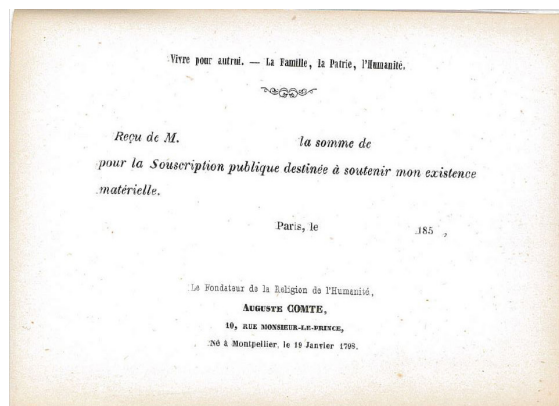 Vivre pour autrui. — La Famille, la Patrie, l'Humanité.
Reçu de M. la somme de
pour la Souscription publique destinée à soutenir mon existence
matérielle.
Paris, le 185 ,
Le Fondateur de la Religion de l'Humanité,
AUGUSTE COMTE,
10, RUE MONSIEUR-LE-PRINCE,
Né à Montpellier, le 19 Janvier 1798.